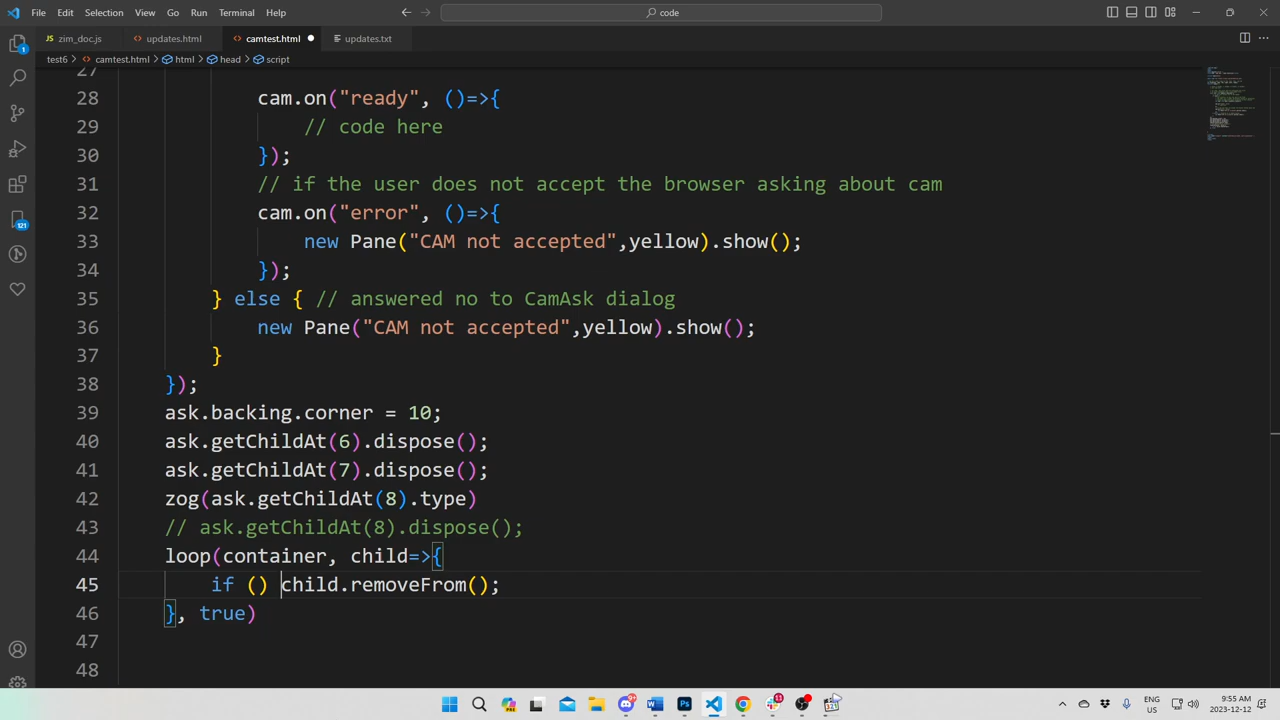 File Edit Selection View Go Run Terminal Help
code
zim_doc.js updates.html camtest.html updates.txt
test6 > camtest.html > html > head > script
27
28 cam.on("ready", ()=>{
29 // code here
30 });
31 // if the user does not accept the browser asking about cam
32 cam.on("error", ()=>{
33 new Pane("CAM not accepted",yellow).show();
34 });
35 } else { // answered no to CamAsk dialog
36 new Pane("CAM not accepted",yellow).show();
37 }
38 });
39 ask.backing.corner = 10;
40 ask.getChildAt(6).dispose();
41 ask.getChildAt(7).dispose();
42 zog(ask.getChildAt(8).type)
43 // ask.getChildAt(8).dispose();
44 loop(container, child=>{
45 if () child.removeFrom();
46 }, true)
47
48
1
121
9+
11
ENG
US
9:55 AM
2023-12-12